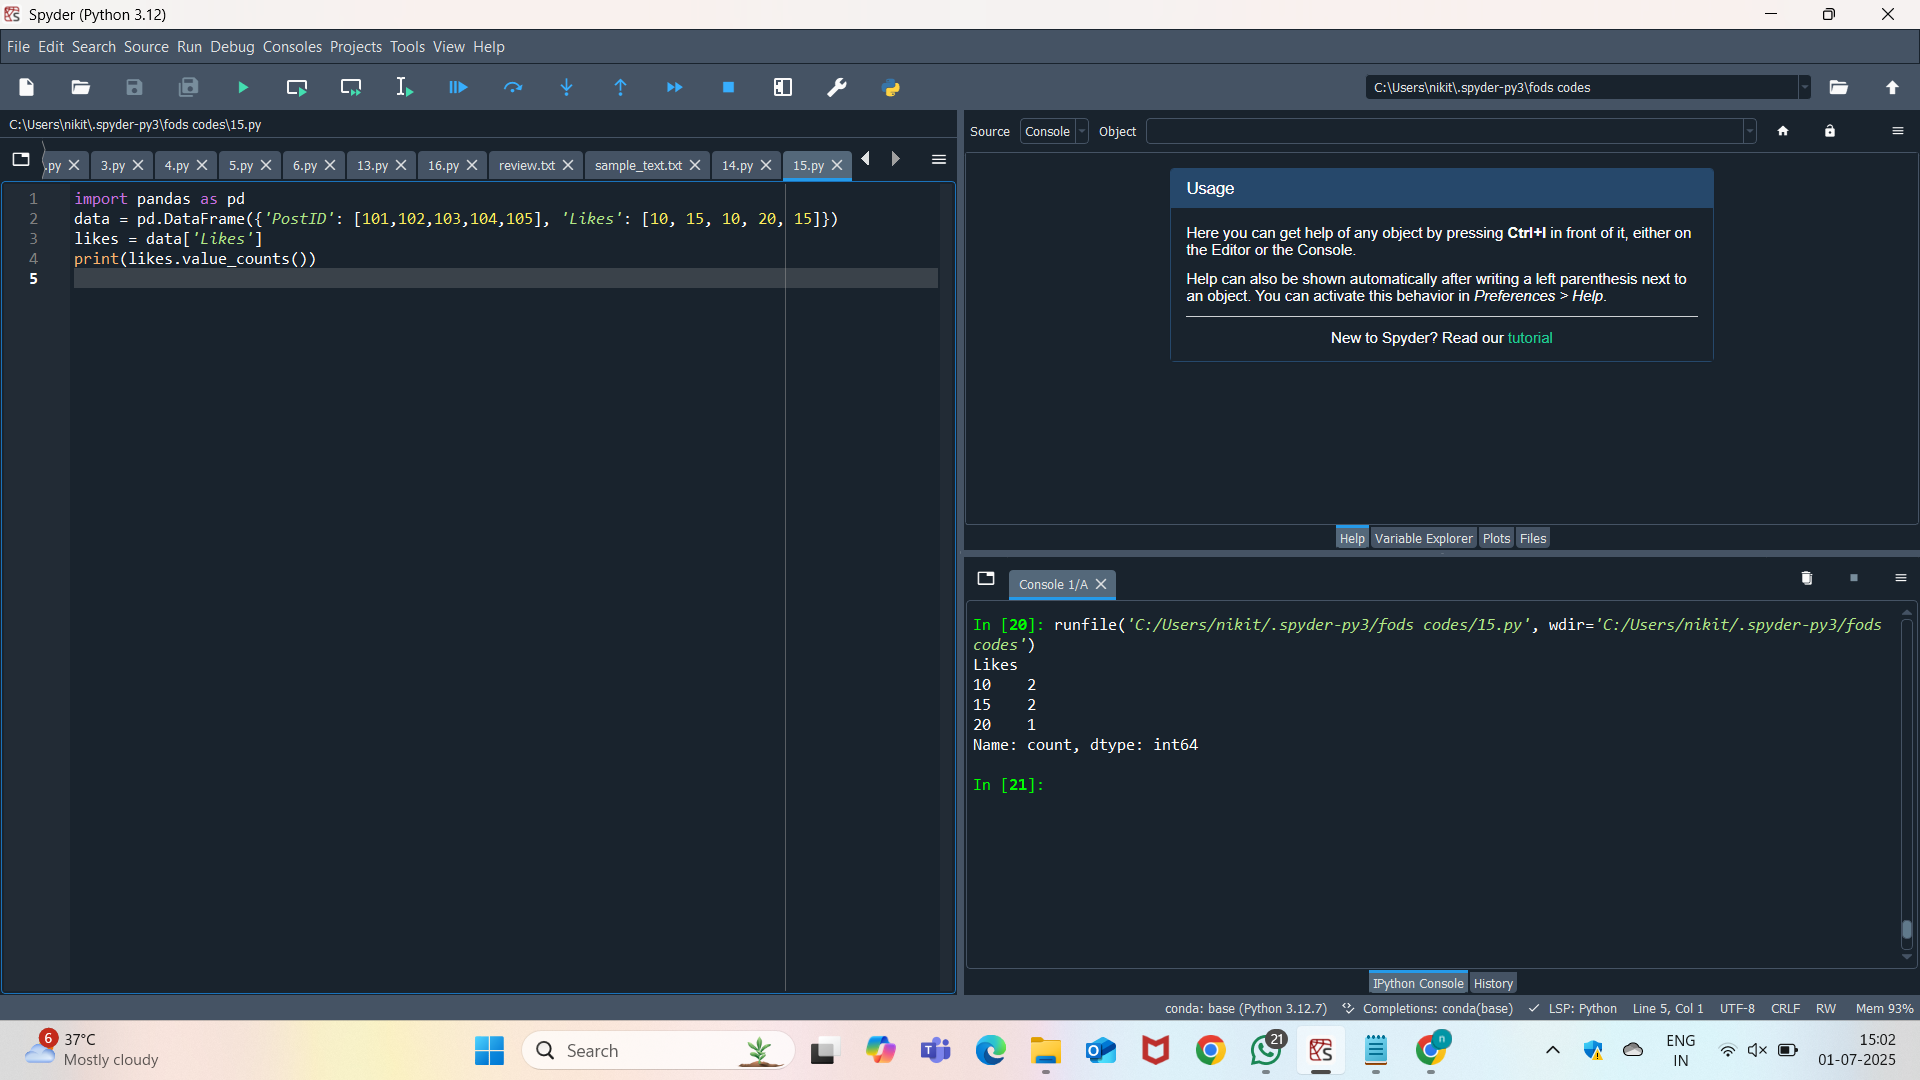 Spyder (Python 3.12)
File Edit Search Source Run Debug Consoles Projects Tools View Help
C:\Users\nikit\.spyder-py3\fods codes
C:\Users\nikit\.spyder-py3\fods codes\15.py
.py 3.py 4.py 5.py 6.py 13.py 16.py review.txt sample_text.txt 14.py 15.py
1 import pandas as pd
2 data = pd.DataFrame({'PostID': [101,102,103,104,105], 'Likes': [10, 15, 10, 20, 15]})
3 likes = data['Likes']
4 print(likes.value_counts())
5
Source Console Object
Usage
Here you can get help of any object by pressing Ctrl+I in front of it, either on
the Editor or the Console.
Help can also be shown automatically after writing a left parenthesis next to
an object. You can activate this behavior in Preferences > Help.
New to Spyder? Read our tutorial
Help Variable Explorer Plots Files
Console 1/A
In [20]: runfile('C:/Users/nikit/.spyder-py3/fods codes/15.py', wdir='C:/Users/nikit/.spyder-py3/fods
codes')
Likes
10    2
15    2
20    1
Name: count, dtype: int64
In [21]:
IPython Console History
conda: base (Python 3.12.7) Completions: conda(base) LSP: Python Line 5, Col 1 UTF-8 CRLF RW Mem 93%
6
37°C
Mostly cloudy
Search
21
n
ENG
IN
15:02
01-07-2025